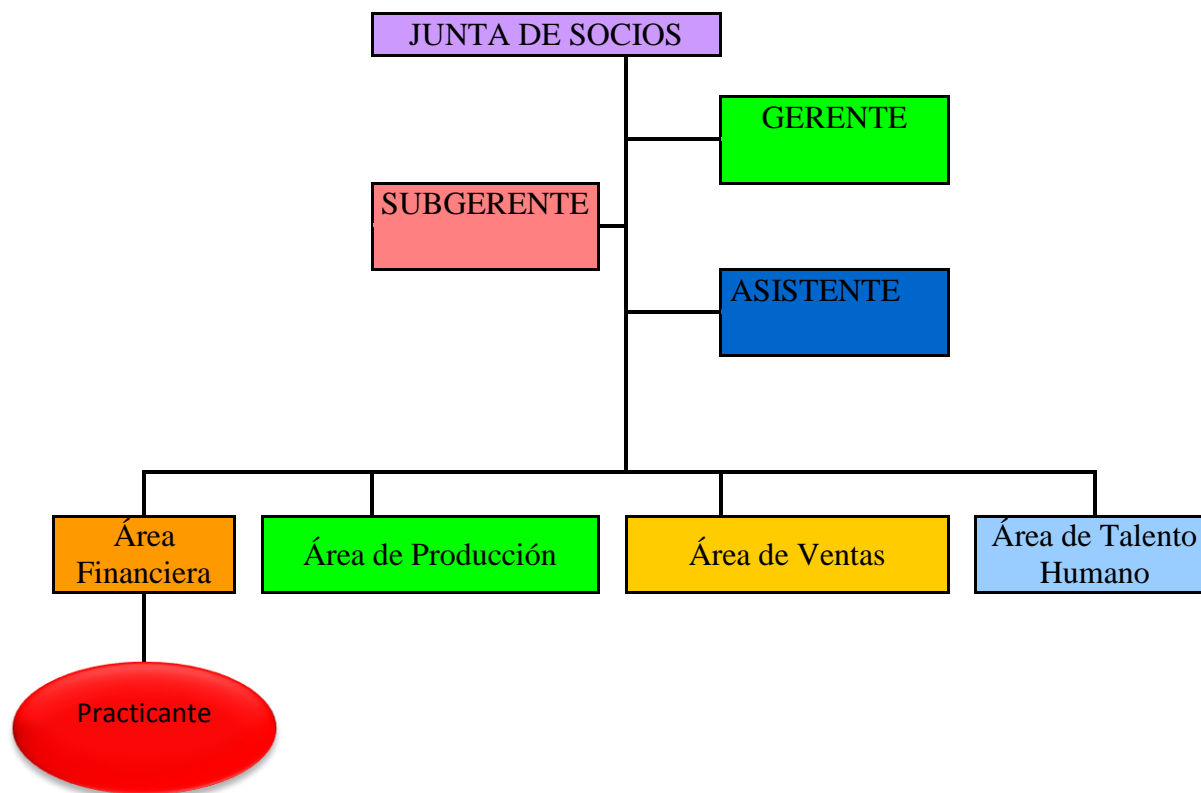 JUNTA DE SOCIOS
GERENTE
SUBGERENTE
ASISTENTE
Área
Financiera
Área de Producción
Área de Ventas
Área de Talento
Humano
Practicante